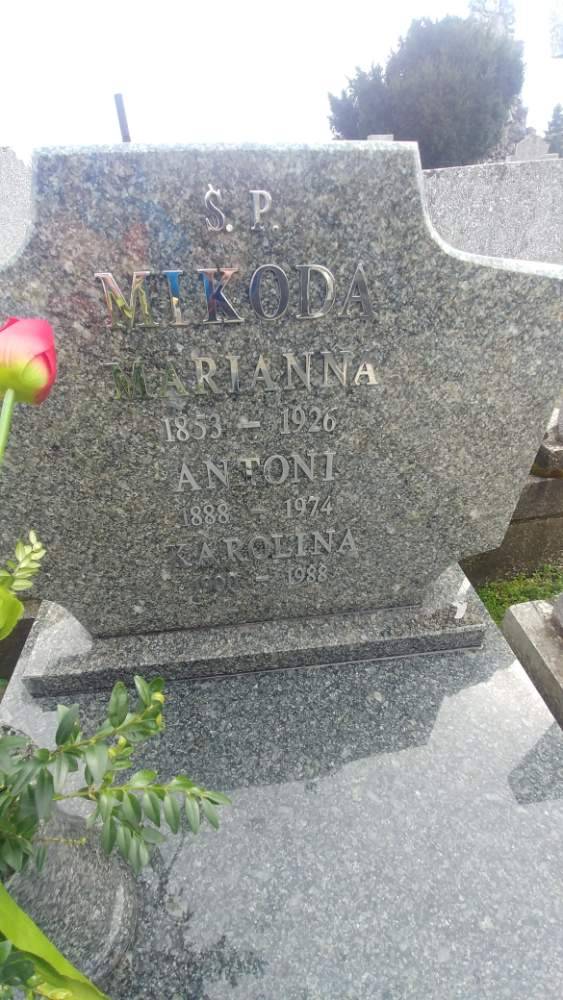 Ś. P.
MIKODA
MARIANNA
1853 – 1926
ANTONI
1888 – 1974
KAROLINA
– 1988